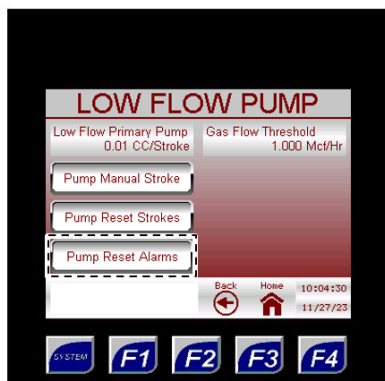 LOW FLOW PUMP
Low Flow Primary Pump
0.01 CC/Stroke
Gas Flow Threshold
1.000 Mcf/Hr
Pump Manual Stroke
Pump Reset Strokes
Pump Reset Alarms
Back
Home
10:04:30
11/27/23
SYSTEM
F1
F2
F3
F4